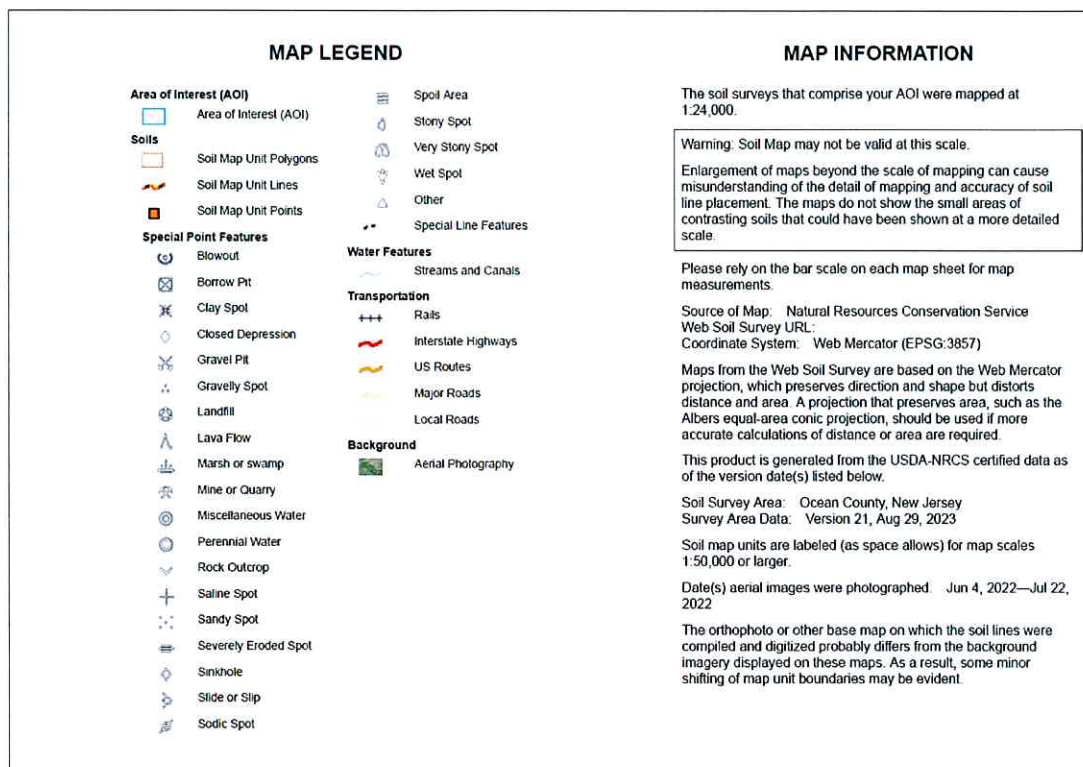 MAP LEGEND
Area of Interest (AOI)
Area of Interest (AOI)
Soils
Soil Map Unit Polygons
Soil Map Unit Lines
Soil Map Unit Points
Special Point Features
Blowout
Borrow Pit
Clay Spot
Closed Depression
Gravel Pit
Gravelly Spot
Landfill
Lava Flow
Marsh or swamp
Mine or Quarry
Miscellaneous Water
Perennial Water
Rock Outcrop
Saline Spot
Sandy Spot
Severely Eroded Spot
Sinkhole
Slide or Slip
Sodic Spot
Spoil Area
Stony Spot
Very Stony Spot
Wet Spot
Other
Special Line Features
Water Features
Streams and Canals
Transportation
Rails
Interstate Highways
US Routes
Major Roads
Local Roads
Background
Aerial Photography
MAP INFORMATION
The soil surveys that comprise your AOI were mapped at
1:24,000.
Warning: Soil Map may not be valid at this scale.
Enlargement of maps beyond the scale of mapping can cause
misunderstanding of the detail of mapping and accuracy of soil
line placement. The maps do not show the small areas of
contrasting soils that could have been shown at a more detailed
scale.
Please rely on the bar scale on each map sheet for map
measurements.
Source of Map: Natural Resources Conservation Service
Web Soil Survey URL:
Coordinate System: Web Mercator (EPSG:3857)
Maps from the Web Soil Survey are based on the Web Mercator
projection, which preserves direction and shape but distorts
distance and area. A projection that preserves area, such as the
Albers equal-area conic projection, should be used if more
accurate calculations of distance or area are required.
This product is generated from the USDA-NRCS certified data as
of the version date(s) listed below.
Soil Survey Area: Ocean County, New Jersey
Survey Area Data: Version 21, Aug 29, 2023
Soil map units are labeled (as space allows) for map scales
1:50,000 or larger.
Date(s) aerial images were photographed: Jun 4, 2022—Jul 22,
2022
The orthophoto or other base map on which the soil lines were
compiled and digitized probably differs from the background
imagery displayed on these maps. As a result, some minor
shifting of map unit boundaries may be evident.